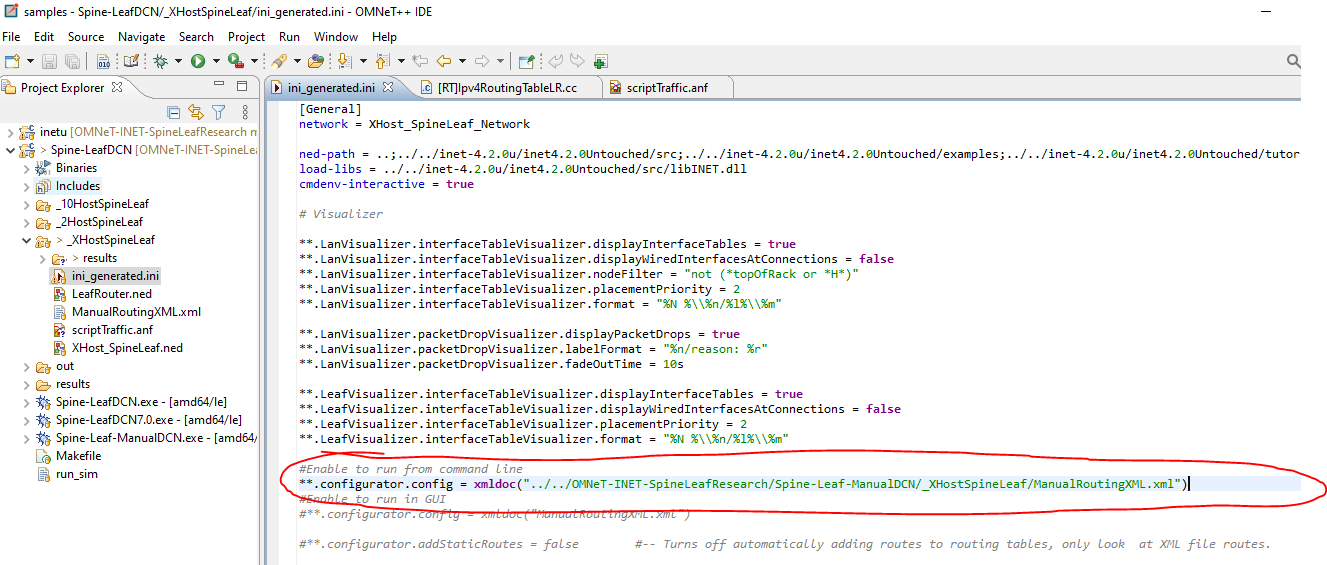 samples - Spine-LeafDCN/_XHostSpineLeaf/ini_generated.ini - OMNeT++ IDE
File Edit Source Navigate Search Project Run Window Help
Project Explorer
inetu [OMNeT-INET-SpineLeafResearch m
> Spine-LeafDCN [OMNeT-INET-SpineLea
Binaries
Includes
_10HostSpineLeaf
_2HostSpineLeaf
> _XHostSpineLeaf
> results
ini_generated.ini
LeafRouter.ned
ManualRoutingXML.xml
scriptTraffic.anf
XHost_SpineLeaf.ned
out
results
Spine-LeafDCN.exe - [amd64/le]
Spine-LeafDCN7.0.exe - [amd64/le]
Spine-Leaf-ManualDCN.exe - [amd64/
Makefile
run_sim
ini_generated.ini [RT]Ipv4RoutingTableLR.cc scriptTraffic.anf
[General]
network = XHost_SpineLeaf_Network
ned-path = ..;../../inet-4.2.0u/inet4.2.0Untouched/src;../../inet-4.2.0u/inet4.2.0Untouched/examples;../../inet-4.2.0u/inet4.2.0Untouched/tutor
load-libs = ../../inet-4.2.0u/inet4.2.0Untouched/src/libINET.dll
cmdenv-interactive = true
# Visualizer
**.LanVisualizer.interfaceTableVisualizer.displayInterfaceTables = true
**.LanVisualizer.interfaceTableVisualizer.displayWiredInterfacesAtConnections = false
**.LanVisualizer.interfaceTableVisualizer.nodeFilter = "not (*topOfRack or *H*)"
**.LanVisualizer.interfaceTableVisualizer.placementPriority = 2
**.LanVisualizer.interfaceTableVisualizer.format = "%N %\\%n/%l%\\%m"
**.LanVisualizer.packetDropVisualizer.displayPacketDrops = true
**.LanVisualizer.packetDropVisualizer.labelFormat = "%n/reason: %r"
**.LanVisualizer.packetDropVisualizer.fadeOutTime = 10s
**.LeafVisualizer.interfaceTableVisualizer.displayInterfaceTables = true
**.LeafVisualizer.interfaceTableVisualizer.displayWiredInterfacesAtConnections = false
**.LeafVisualizer.interfaceTableVisualizer.placementPriority = 2
**.LeafVisualizer.interfaceTableVisualizer.format = "%N %\\%n/%l%\\%m"
#Enable to run from command line
**.configurator.config = xmldoc("../../OMNeT-INET-SpineLeafResearch/Spine-Leaf-ManualDCN/_XHostSpineLeaf/ManualRoutingXML.xml")
#Enable to run in GUI
#**.configurator.config = xmldoc("ManualRoutingXML.xml")
#**.configurator.addStaticRoutes = false #-- Turns off automatically adding routes to routing tables, only look at XML file routes.